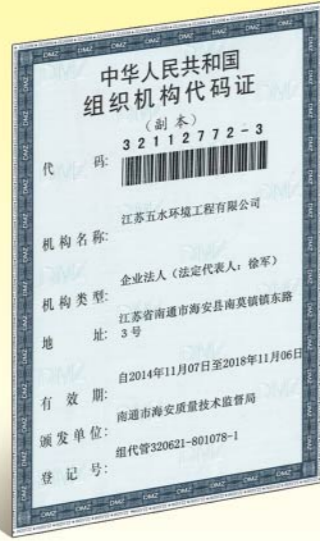 中华人民共和国
组织机构代码证
（副本）
代 码: 32112772-3
机构名称: 江苏五水环境工程有限公司
机构类型: 企业法人（法定代表人：徐军）
地 址: 江苏省南通市海安县南莫镇镇东路
3号
有 效 期: 自2014年11月07日至2018年11月06日
颁发单位: 南通市海安质量技术监督局
登 记 号: 组代管320621-801078-1